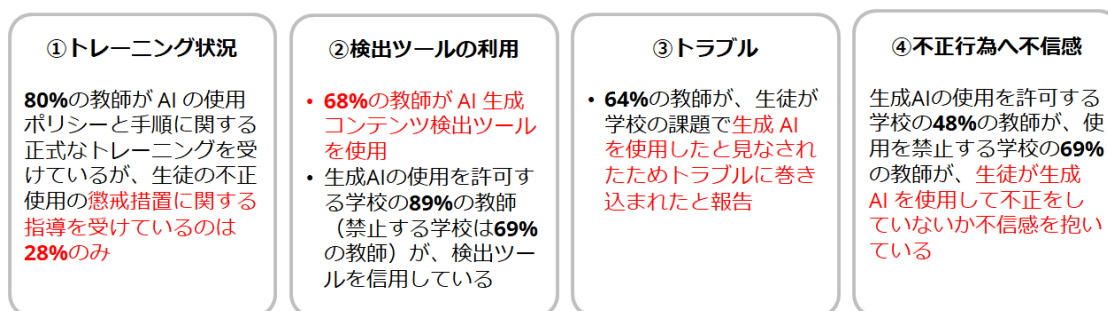 ①トレーニング状況
80%の教師が AI の使用
ポリシーと手順に関する
正式なトレーニングを受
けているが、生徒の不正
使用の懲戒措置に関する
指導を受けているのは
28%のみ
②検出ツールの利用
• 68%の教師が AI 生成
コンテンツ検出ツール
を使用
• 生成AIの使用を許可す
る学校の89%の教師
（禁止する学校は69%
の教師）が、検出ツー
ルを信用している
③トラブル
• 64%の教師が、生徒が
学校の課題で生成 AI
を使用したと見なされ
たためトラブルに巻き
込まれたと報告
④不正行為へ不信感
生成AIの使用を許可する
学校の48%の教師が、使
用を禁止する学校の69%
の教師が、生徒が生成
AI を使用して不正をし
ていないか不信感を抱い
ている